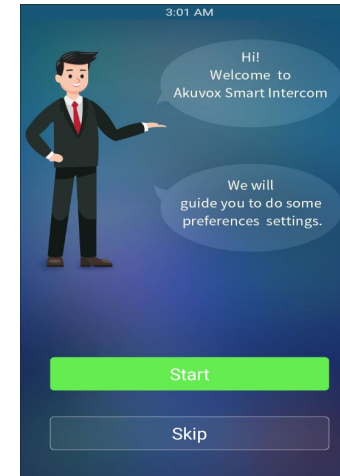 3:01 AM
Hi!
Welcome to
Akuvox Smart Intercom
We will
guide you to do some
preferences settings.
Start
Skip